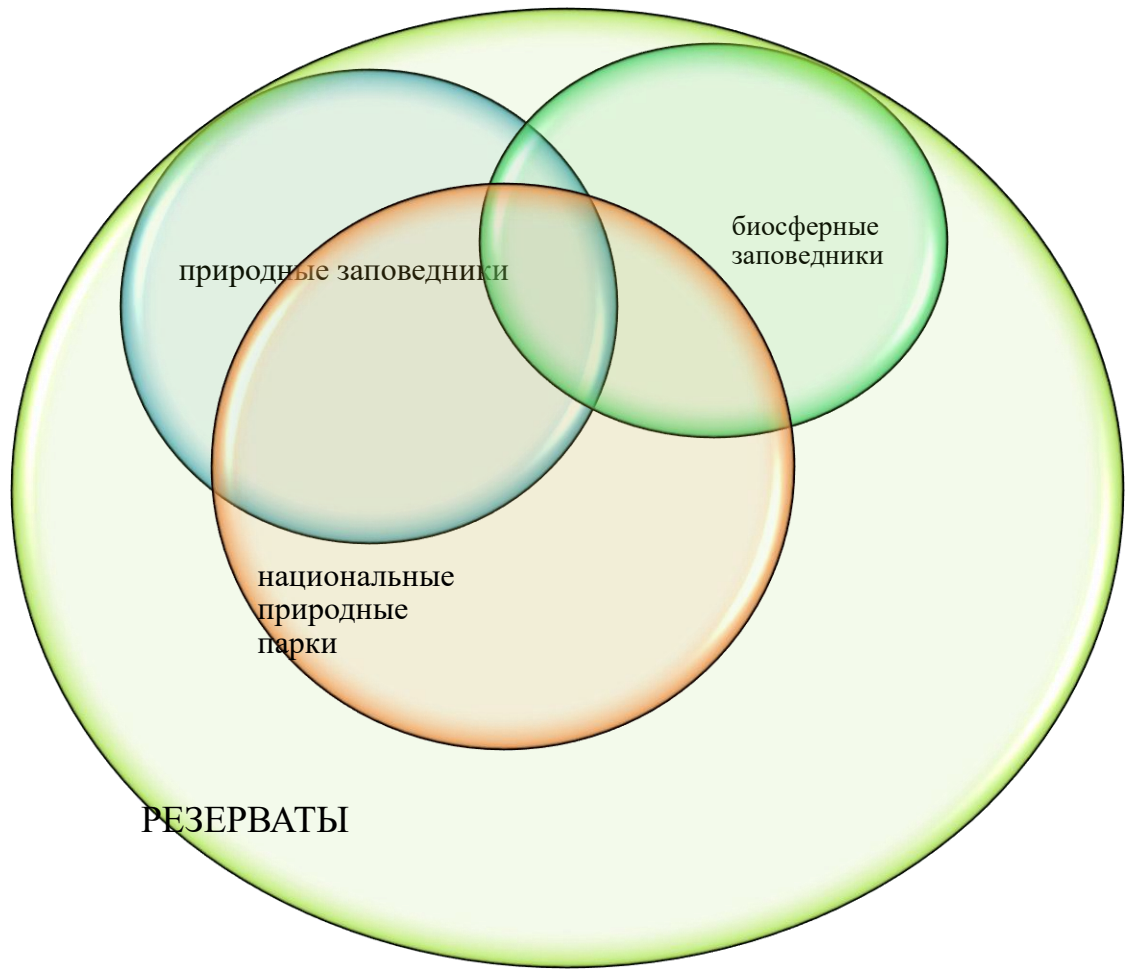 биосферные
заповедники
природные заповедники
национальные
природные
парки
РЕЗЕРВАТЫ